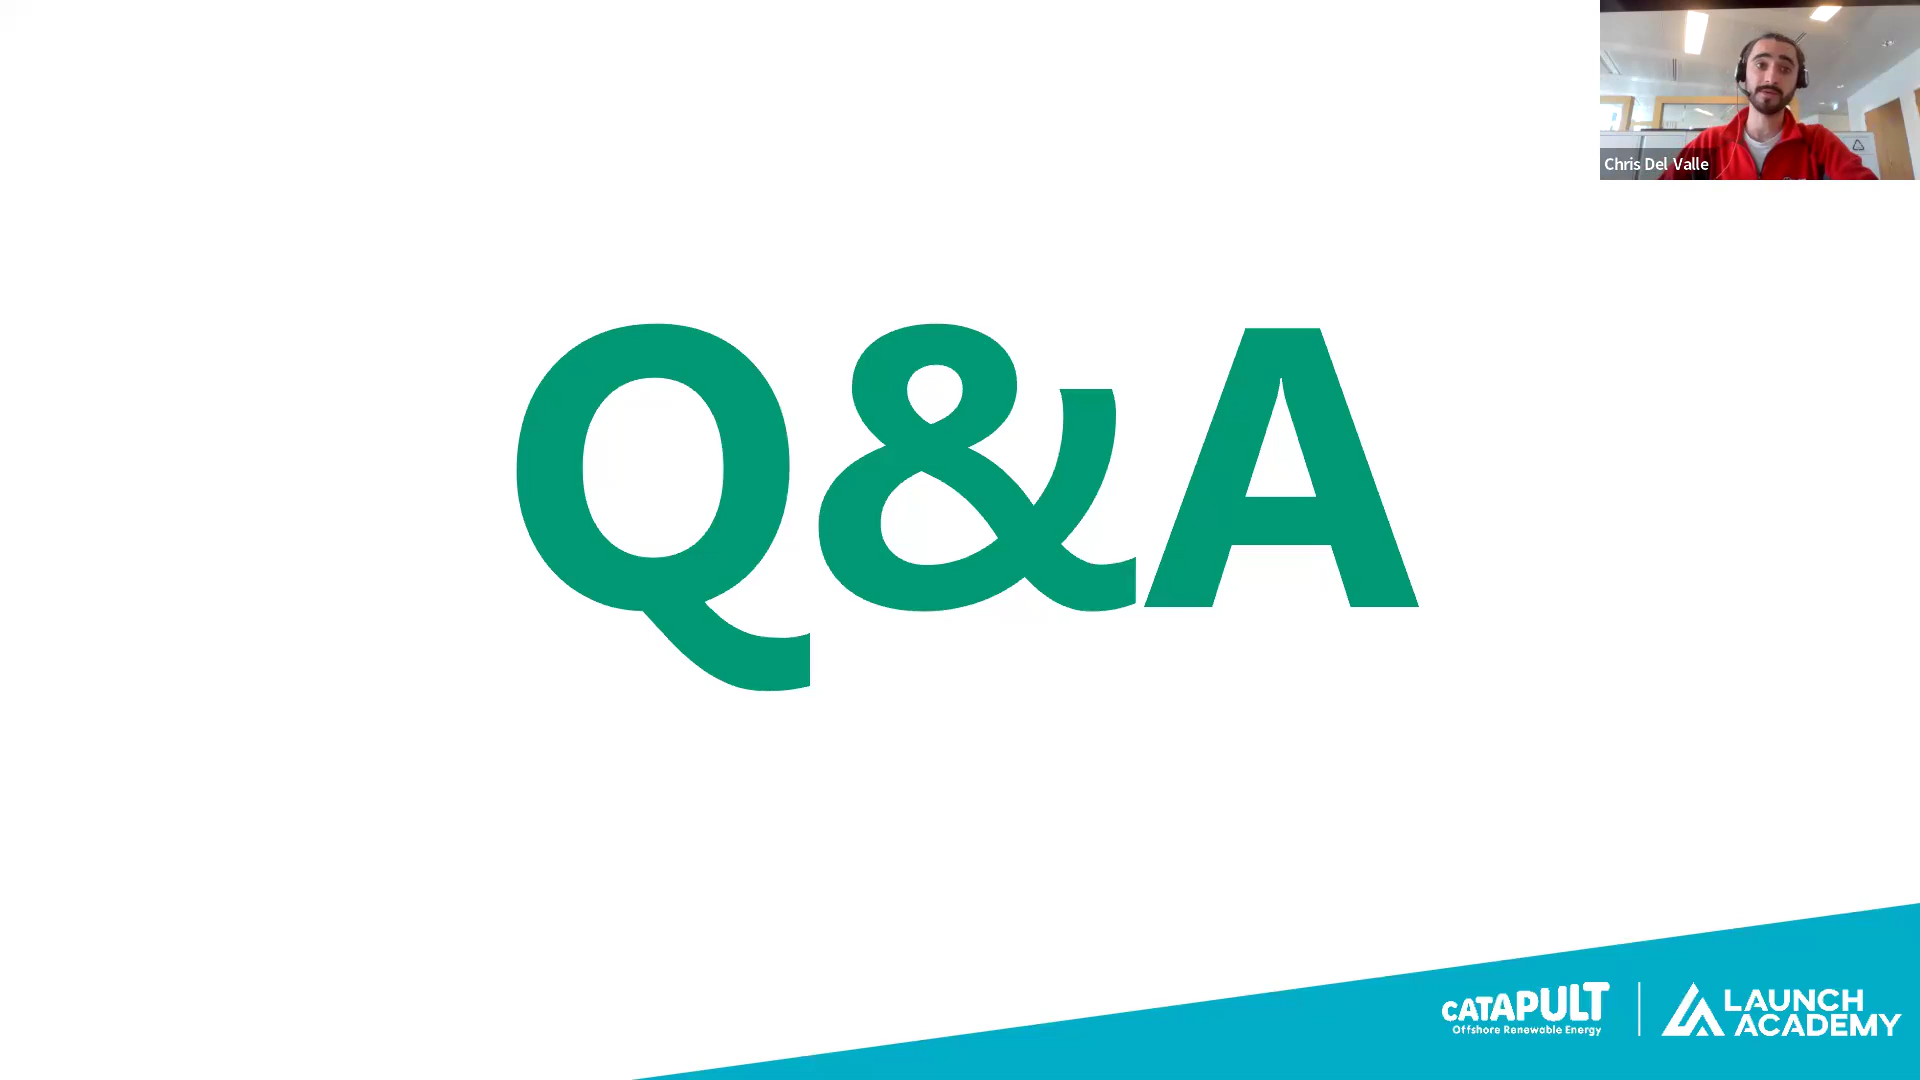 Chris Del Valle
Q&A
CATAPULT
Offshore Renewable Energy
LAUNCH
ACADEMY